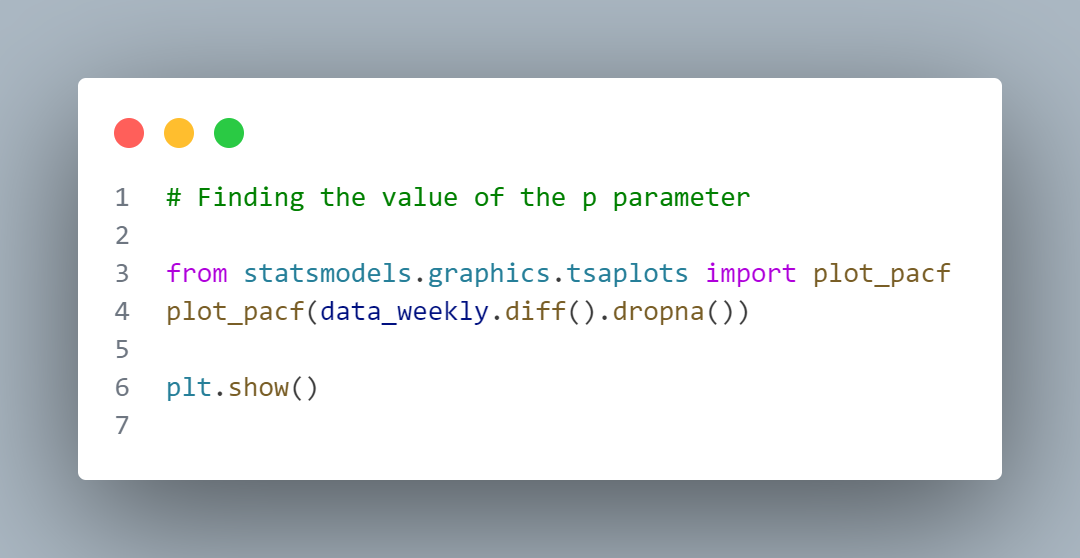 1 # Finding the value of the p parameter
2
3 from statsmodels.graphics.tsaplots import plot_pacf
4 plot_pacf(data_weekly.diff().dropna())
5
6 plt.show()
7